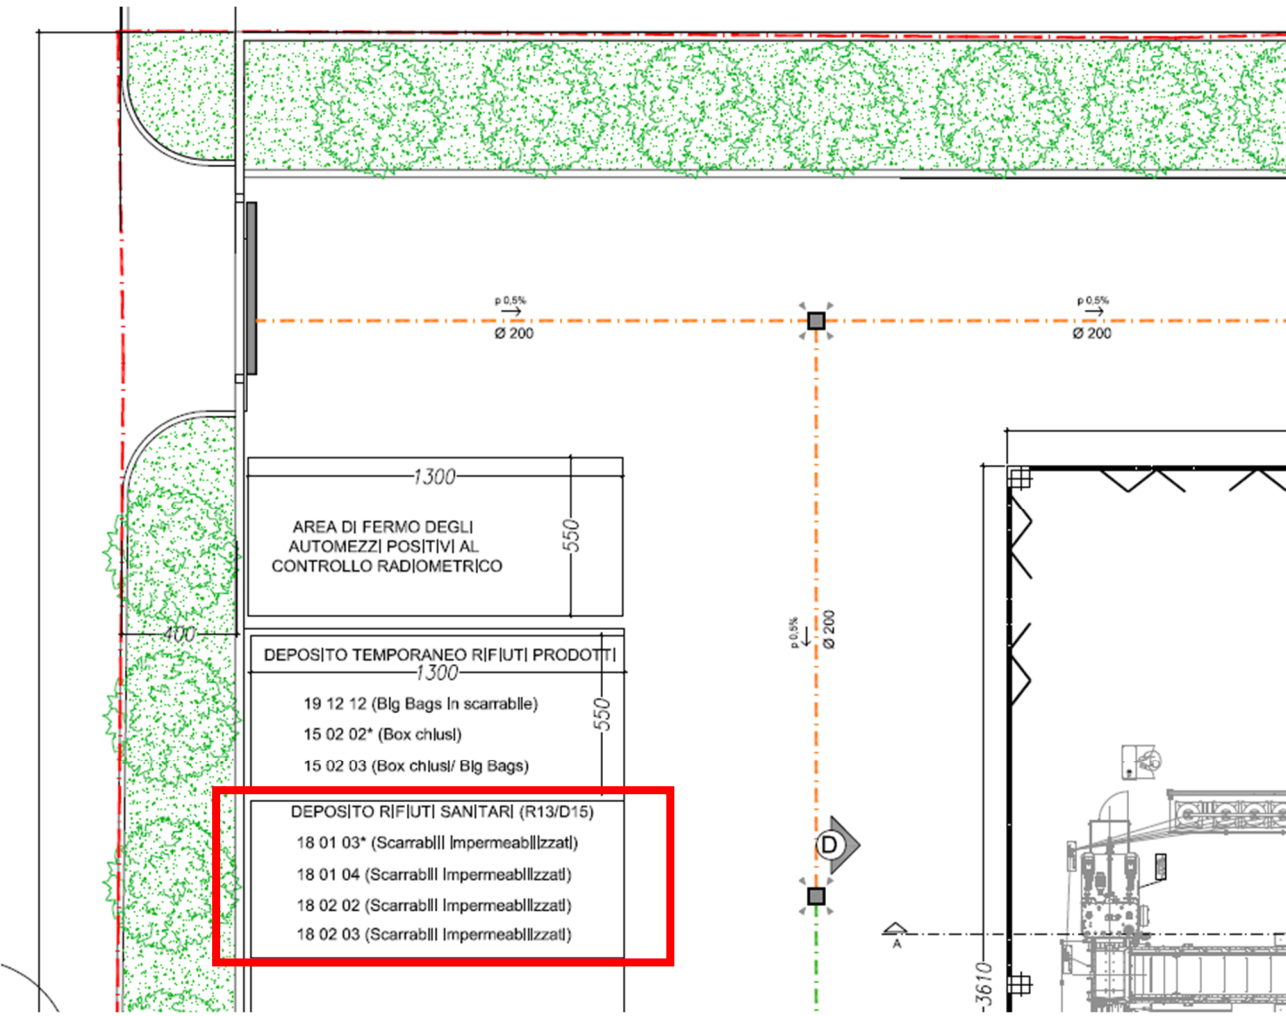 p 0,5%
Ø 200
p 0,5%
Ø 200
1300
550
AREA DI FERMO DEGLI
AUTOMEZZI POSITIVI AL
CONTROLLO RADIOMETRICO
p 0,5%
Ø 200
400
DEPOSITO TEMPORANEO RIFIUTI PRODOTTI
1300
550
19 12 12 (Big Bags in scarrabile)
15 02 02* (Box chiusi)
15 02 03 (Box chiusi/ Big Bags)
DEPOSITO RIFIUTI SANITARI (R13/D15)
18 01 03* (Scarrabili Impermeabilizzati)
18 01 04 (Scarrabili Impermeabilizzati)
18 02 02 (Scarrabili Impermeabilizzati)
18 02 03 (Scarrabili Impermeabilizzati)
D
A
3610